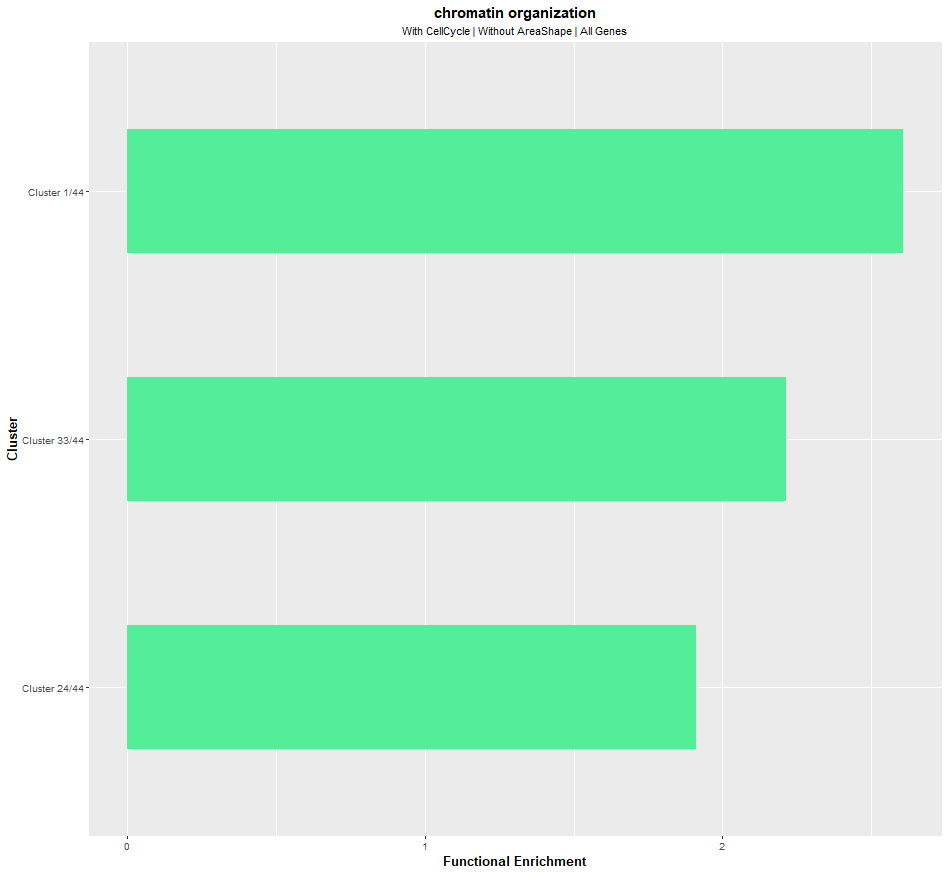 chromatin organization
With CellCycle | Without AreaShape | All Genes
Cluster
Cluster 1/44
Cluster 33/44
Cluster 24/44
0 1 2
Functional Enrichment